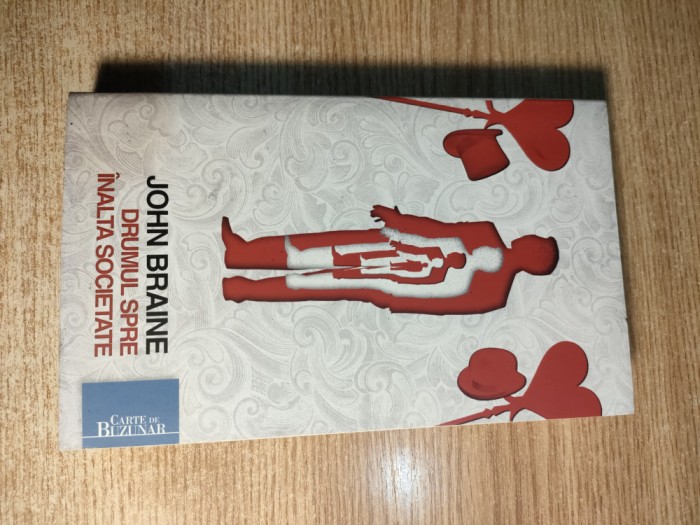 JOHN BRAINE
DRUMUL SPRE
ÎNALTA SOCIETATE
CARTE DE
BUZUNAR